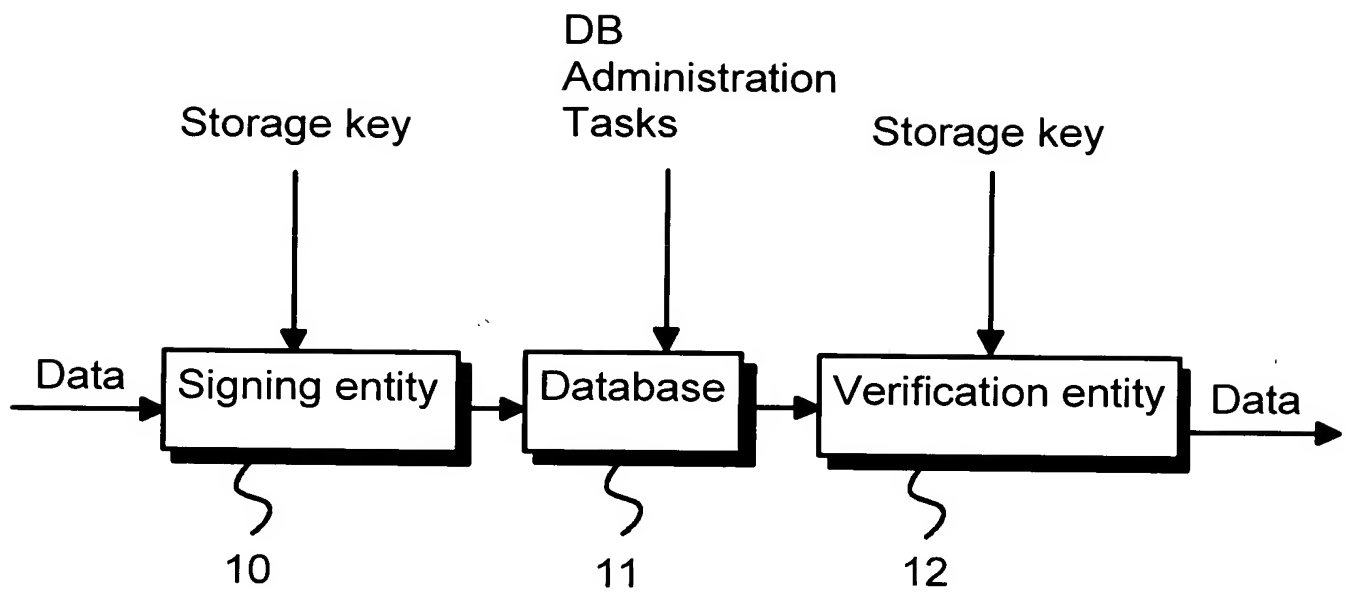 DB
Administration
Tasks
Storage key
Storage key
Data
Signing entity
Database
Verification entity
Data
10
11
12